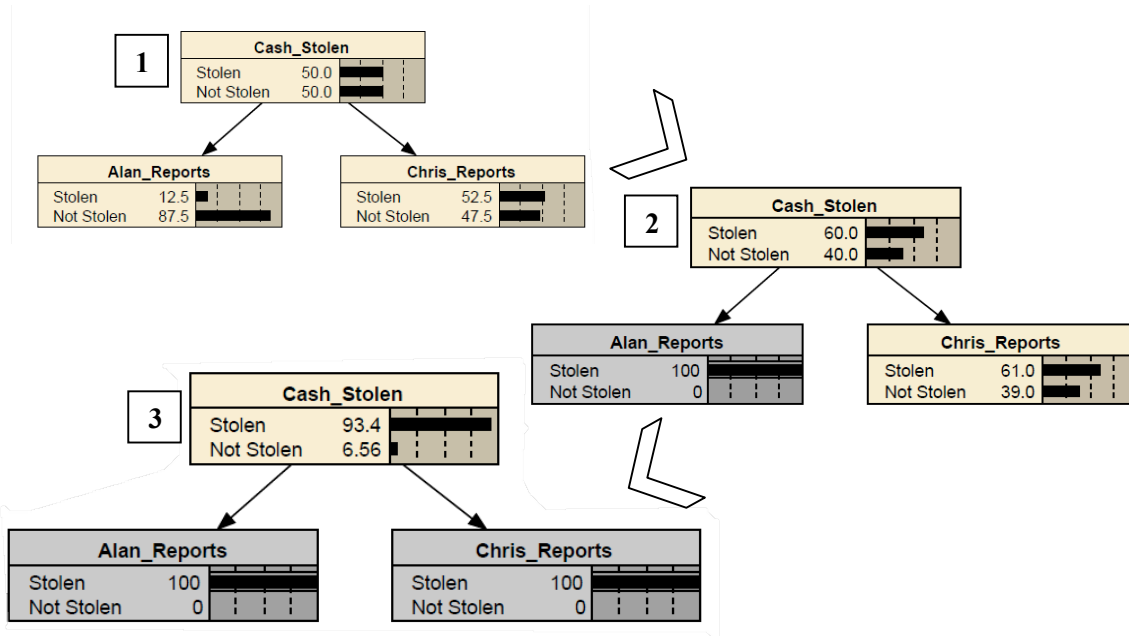 1
Cash_Stolen
Stolen 50.0
Not Stolen 50.0
Alan_Reports
Stolen 12.5
Not Stolen 87.5
Chris_Reports
Stolen 52.5
Not Stolen 47.5
2
Cash_Stolen
Stolen 60.0
Not Stolen 40.0
Alan_Reports
Stolen 100
Not Stolen 0
Chris_Reports
Stolen 61.0
Not Stolen 39.0
3
Cash_Stolen
Stolen 93.4
Not Stolen 6.56
Alan_Reports
Stolen 100
Not Stolen 0
Chris_Reports
Stolen 100
Not Stolen 0